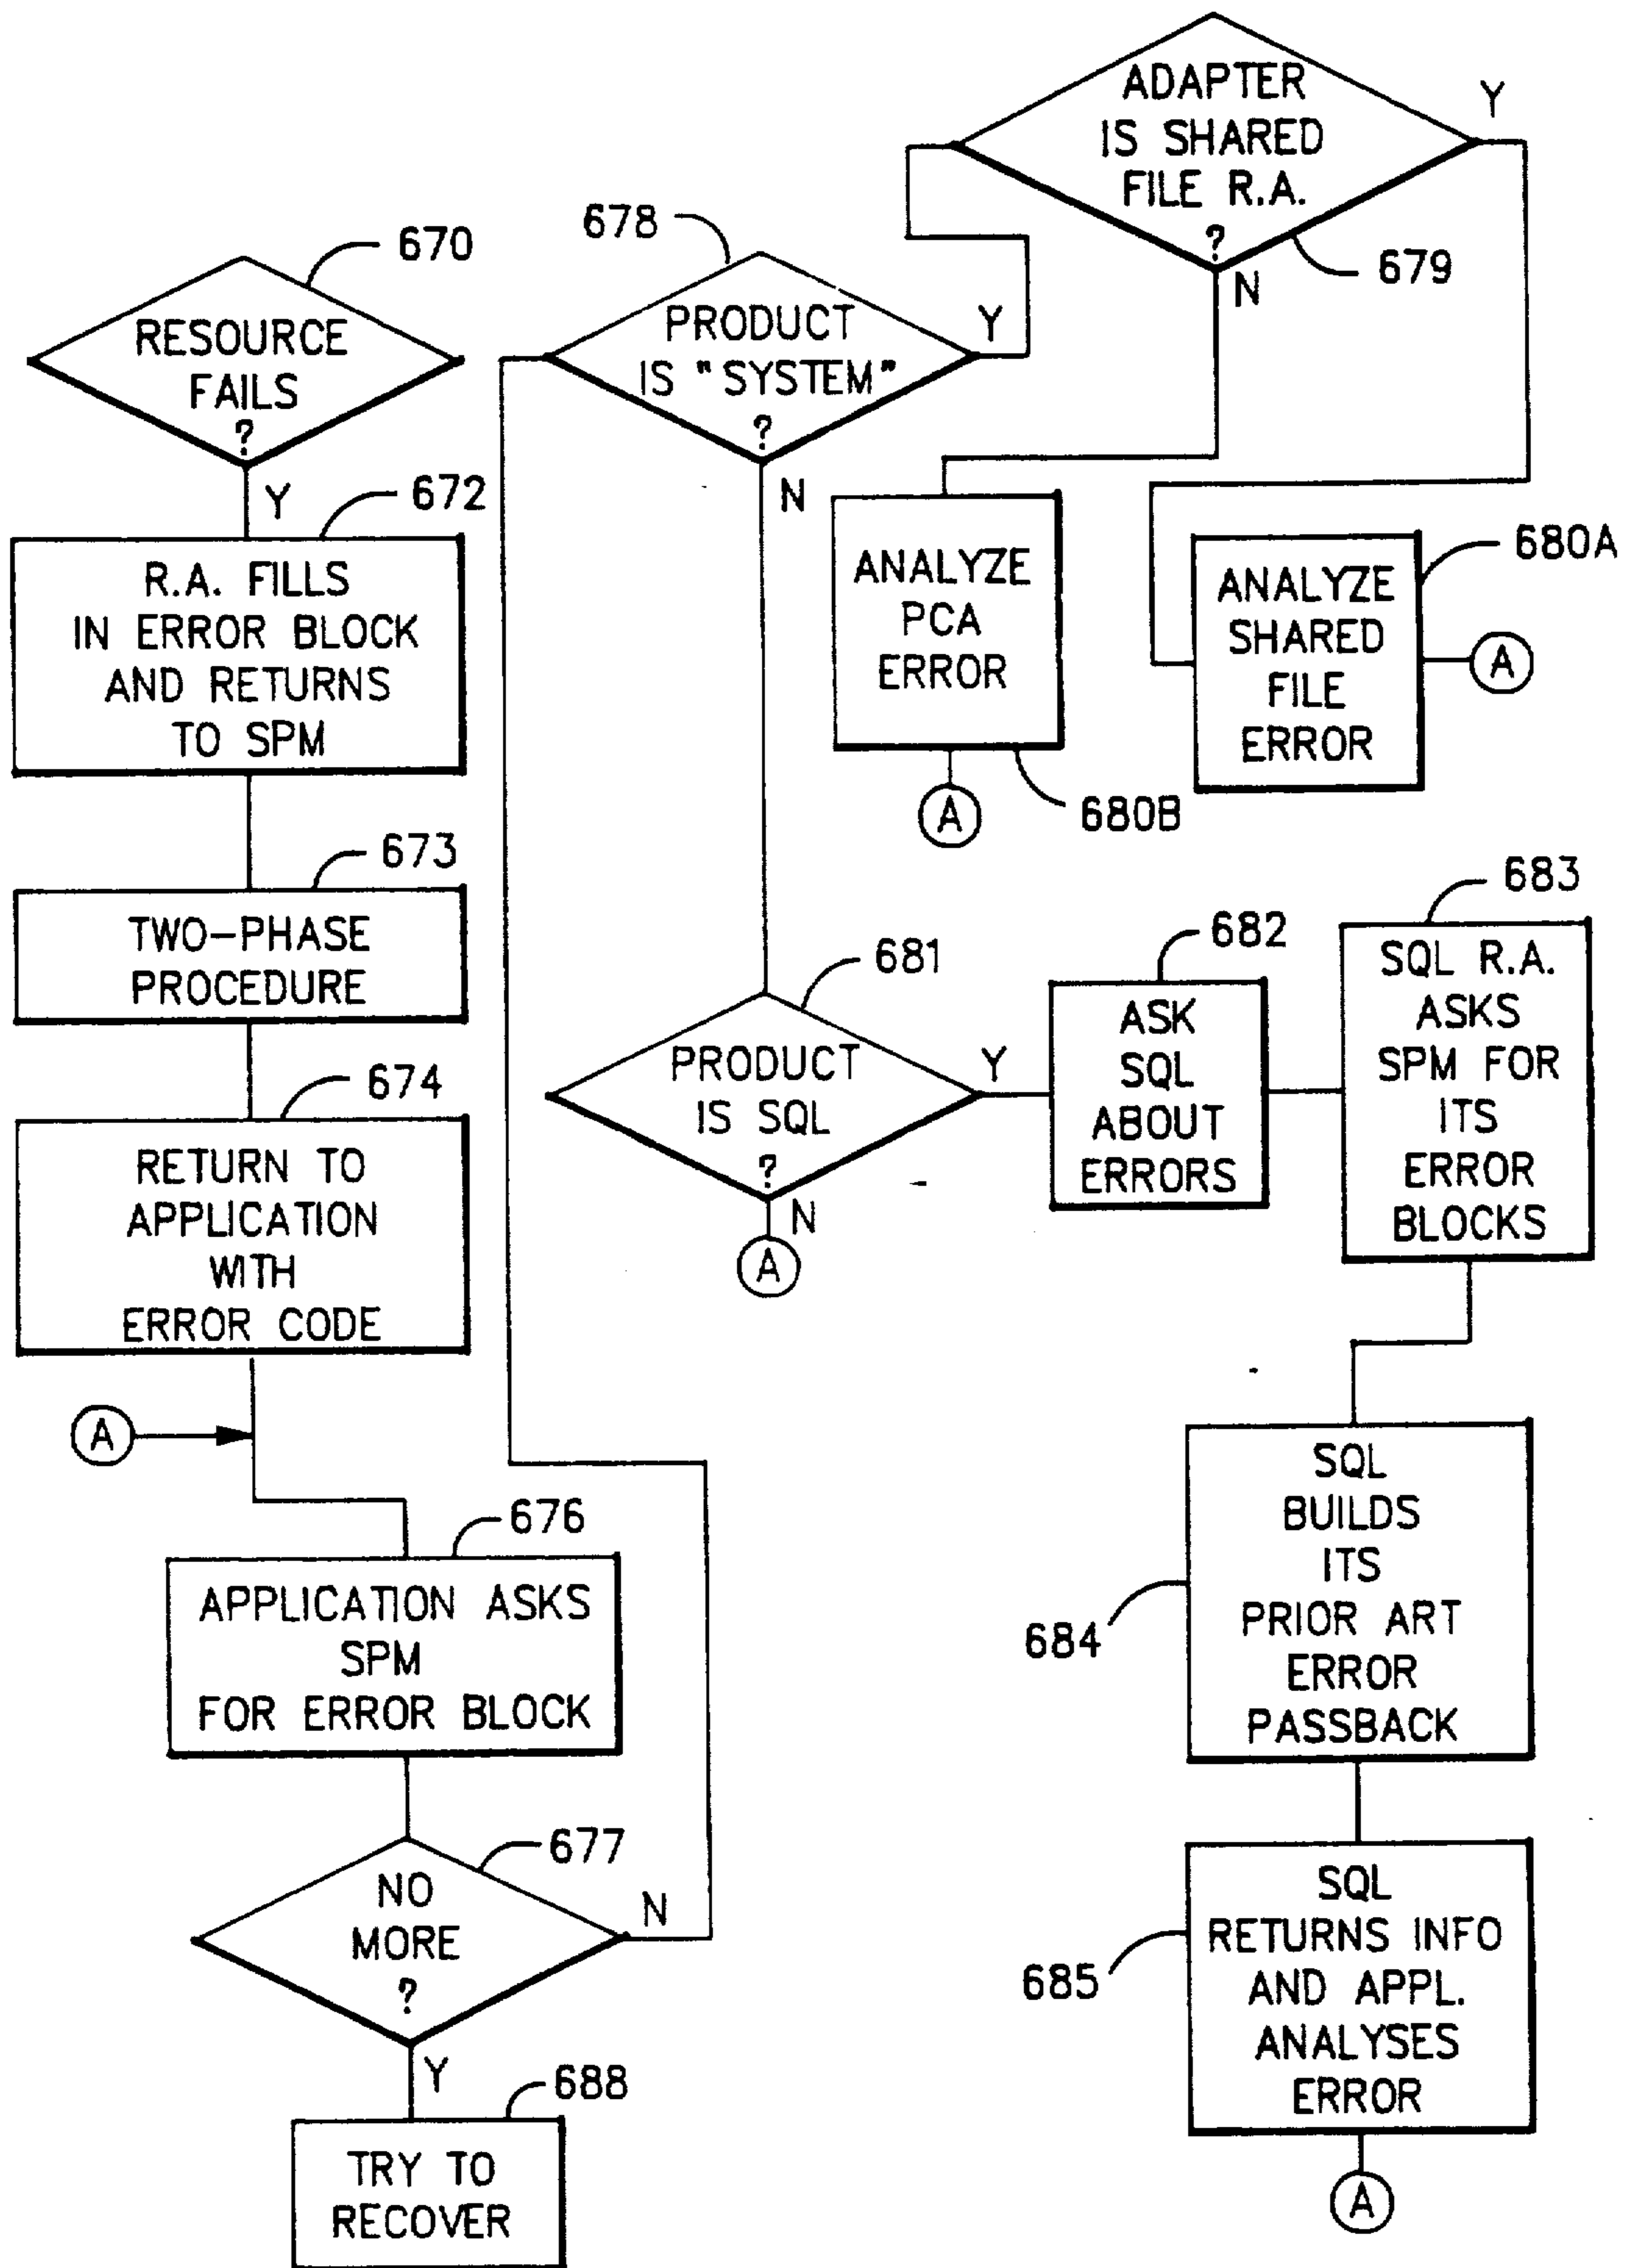 670
RESOURCE
FAILS
?
Y
672
R.A. FILLS
IN ERROR BLOCK
AND RETURNS
TO SPM
673
TWO-PHASE
PROCEDURE
674
RETURN TO
APPLICATION
WITH
ERROR CODE
A
676
APPLICATION ASKS
SPM
FOR ERROR BLOCK
677
NO
MORE
?
N
Y
688
TRY TO
RECOVER
678
PRODUCT
IS "SYSTEM"
?
Y
N
ADAPTER
IS SHARED
FILE R.A.
?
Y
N
679
ANALYZE
PCA
ERROR
680B
A
680A
ANALYZE
SHARED
FILE
ERROR
A
681
PRODUCT
IS SQL
?
Y
N
A
682
ASK
SQL
ABOUT
ERRORS
683
SQL R.A.
ASKS
SPM FOR
ITS
ERROR
BLOCKS
684
SQL
BUILDS
ITS
PRIOR ART
ERROR
PASSBACK
685
SQL
RETURNS INFO
AND APPL.
ANALYSES
ERROR
A